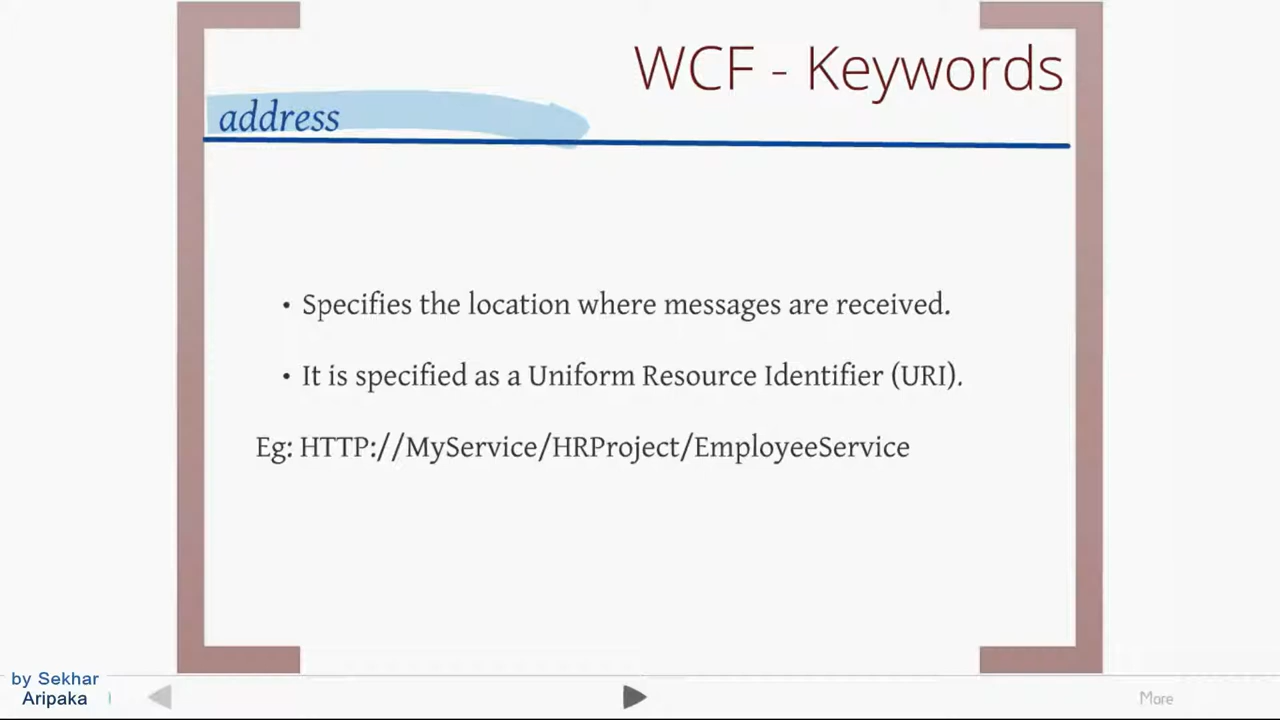 WCF - Keywords
address
• Specifies the location where messages are received.
• It is specified as a Uniform Resource Identifier (URI).
Eg: HTTP://MyService/HRProject/EmployeeService
by Sekhar
Aripaka
More